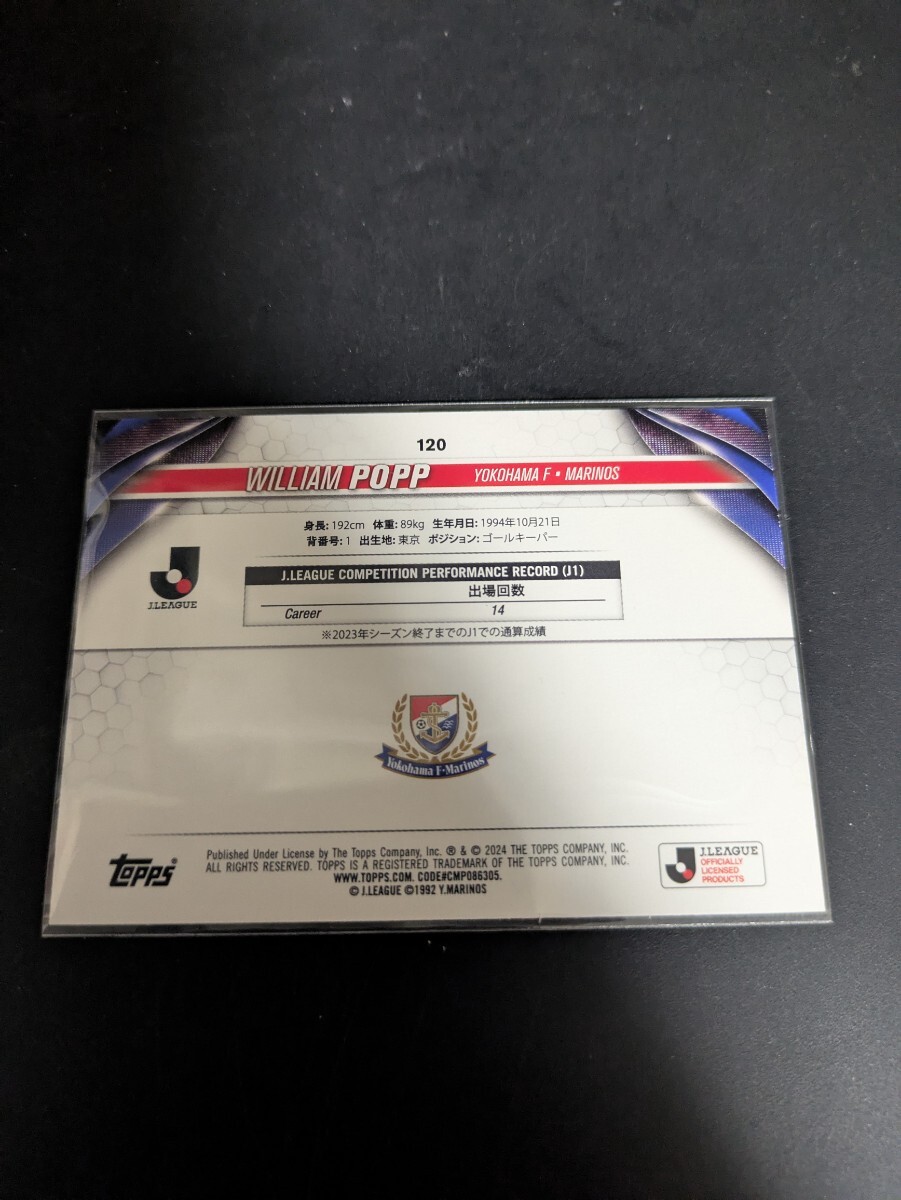 120
WILLIAM POPP YOKOHAMA F・MARINOS
身長: 192cm 体重: 89kg 生年月日: 1994年10月21日
背番号: 1 出生地: 東京 ポジション: ゴールキーパー
J.LEAGUE
J.LEAGUE COMPETITION PERFORMANCE RECORD (J1)
出場回数
Career 14
※2023年シーズン終了までのJ1での通算成績
Yokohama F・Marinos
Topps®
Published Under License by The Topps Company, Inc. ® & © 2024 THE TOPPS COMPANY, INC.
ALL RIGHTS RESERVED. TOPPS IS A REGISTERED TRADEMARK OF THE TOPPS COMPANY, INC.
WWW.TOPPS.COM. CODE#CMP086305.
© J.LEAGUE ©1992 Y.MARINOS
J.LEAGUE
OFFICIALLY
LICENSED
PRODUCTS